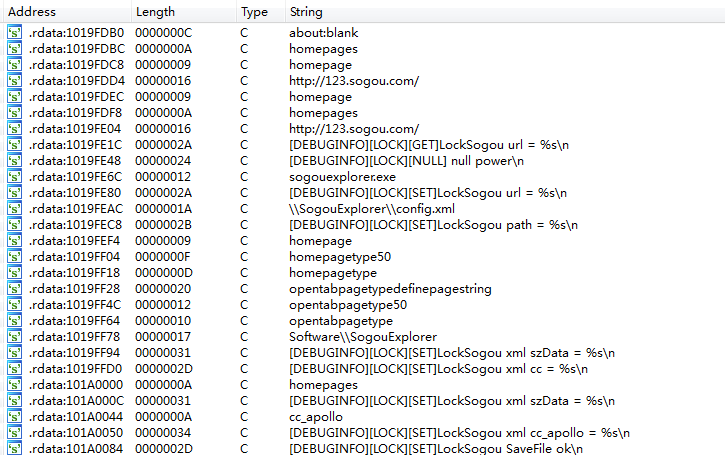 Address Length Type String
's' .rdata:1019FDB0 0000000C C about:blank
's' .rdata:1019FDBC 0000000A C homepages
's' .rdata:1019FDC8 00000009 C homepage
's' .rdata:1019FDD4 00000016 C http://123.sogou.com/
's' .rdata:1019FDEC 00000009 C homepage
's' .rdata:1019FDF8 0000000A C homepages
's' .rdata:1019FE04 00000016 C http://123.sogou.com/
's' .rdata:1019FE1C 0000002A C [DEBUGINFO][LOCK][GET]LockSogou url = %s\n
's' .rdata:1019FE48 00000024 C [DEBUGINFO][LOCK][NULL] null power\n
's' .rdata:1019FE6C 00000012 C sogouexplorer.exe
's' .rdata:1019FE80 0000002A C [DEBUGINFO][LOCK][SET]LockSogou url = %s\n
's' .rdata:1019FEAC 0000001A C \\SogouExplorer\\config.xml
's' .rdata:1019FEC8 0000002B C [DEBUGINFO][LOCK][SET]LockSogou path = %s\n
's' .rdata:1019FEF4 00000009 C homepage
's' .rdata:1019FF04 0000000F C homepagetype50
's' .rdata:1019FF18 0000000D C homepagetype
's' .rdata:1019FF28 00000020 C opentabpagetypedefinepagestring
's' .rdata:1019FF4C 00000012 C opentabpagetype50
's' .rdata:1019FF64 00000010 C opentabpagetype
's' .rdata:1019FF78 00000017 C Software\\SogouExplorer
's' .rdata:1019FF94 00000031 C [DEBUGINFO][LOCK][SET]LockSogou xml szData = %s\n
's' .rdata:1019FFD0 0000002D C [DEBUGINFO][LOCK][SET]LockSogou xml cc = %s\n
's' .rdata:101A0000 0000000A C homepages
's' .rdata:101A000C 00000031 C [DEBUGINFO][LOCK][SET]LockSogou xml szData = %s\n
's' .rdata:101A0044 0000000A C cc_apollo
's' .rdata:101A0050 00000034 C [DEBUGINFO][LOCK][SET]LockSogou xml cc_apollo = %s\n
's' .rdata:101A0084 0000002D C [DEBUGINFO][LOCK][SET]LockSogou SaveFile ok\n